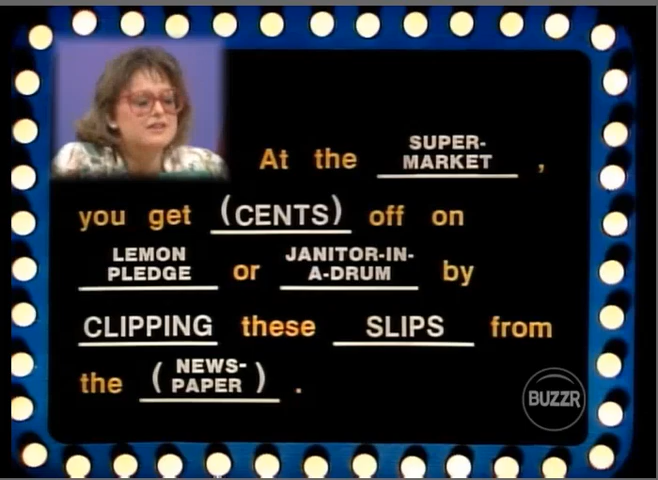 At the SUPER-MARKET ,
you get (CENTS) off on
LEMON PLEDGE or JANITOR-IN-A-DRUM by
CLIPPING these SLIPS from
the (NEWS-PAPER) .
BUZZR